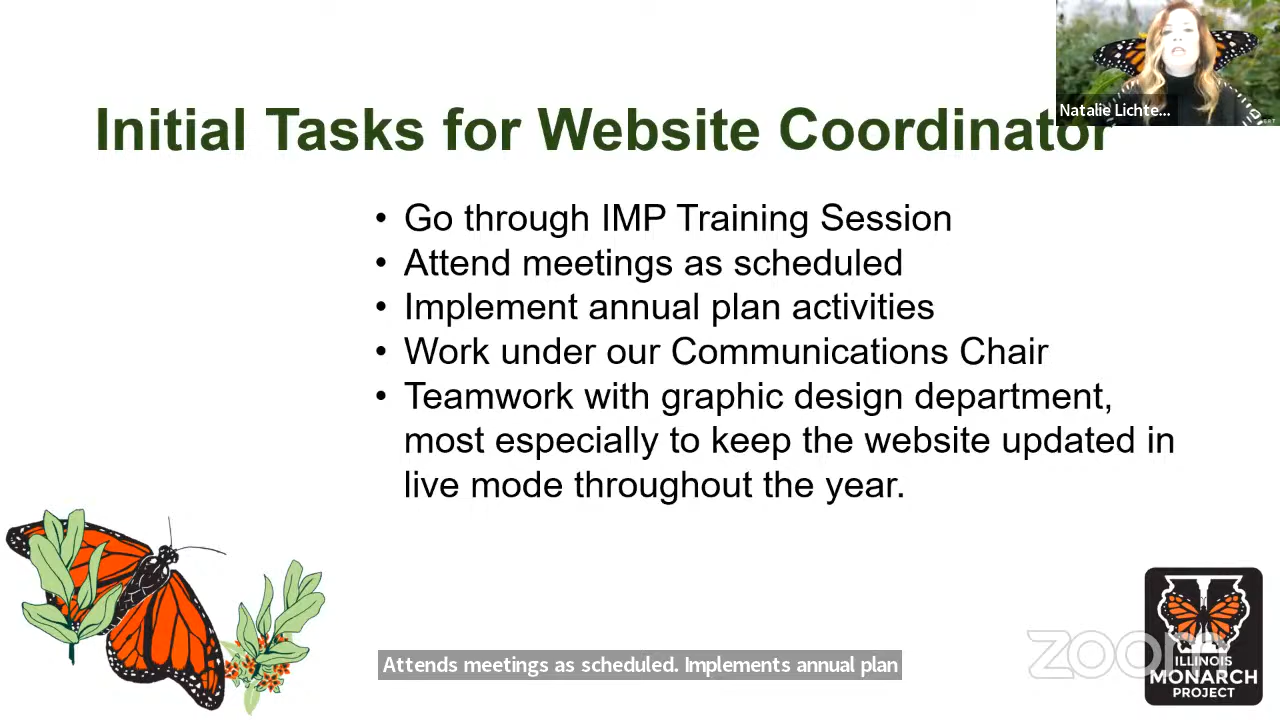 Natalie Lichte...
Initial Tasks for Website Coordinator
• Go through IMP Training Session
• Attend meetings as scheduled
• Implement annual plan activities
• Work under our Communications Chair
• Teamwork with graphic design department,
most especially to keep the website updated in
live mode throughout the year.
Attends meetings as scheduled. Implements annual plan
zoom
ILLINOIS
MONARCH
PROJECT